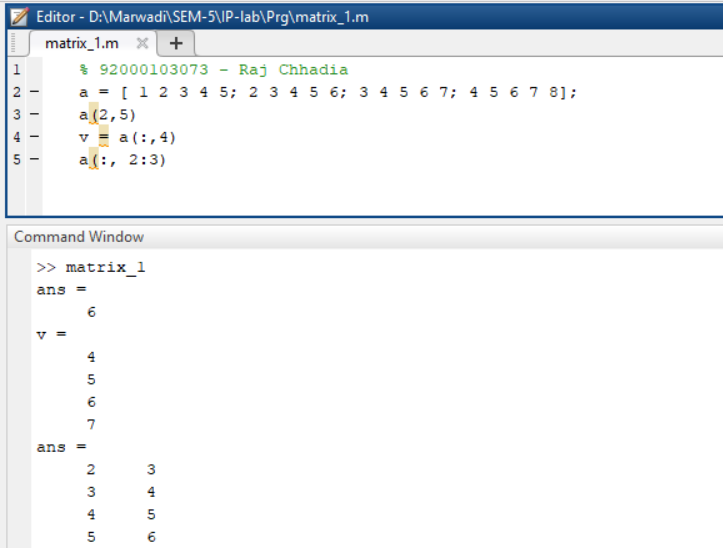 Editor - D:\Marwadi\SEM-5\IP-lab\Prg\matrix_1.m
matrix_1.m × +
1 % 92000103073 - Raj Chhadia
2 - a = [ 1 2 3 4 5; 2 3 4 5 6; 3 4 5 6 7; 4 5 6 7 8];
3 - a(2,5)
4 - v = a(:,4)
5 - a(:, 2:3)
Command Window
>> matrix_1
ans =
6
v =
4
5
6
7
ans =
2 3
3 4
4 5
5 6